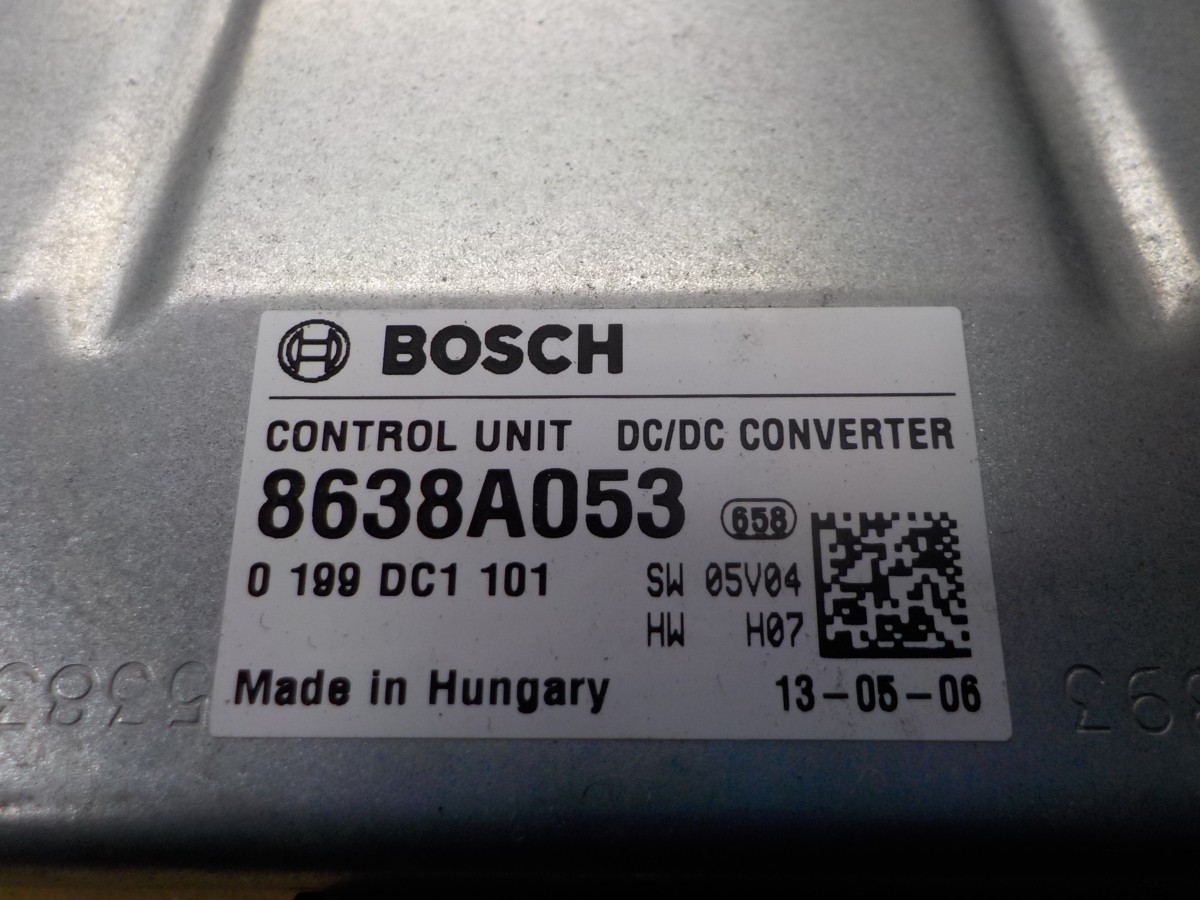 BOSCH
CONTROL UNIT DC/DC CONVERTER
8638A053 658
0 199 DC1 101 SW 05V04
HW H07
Made in Hungary 13-05-06